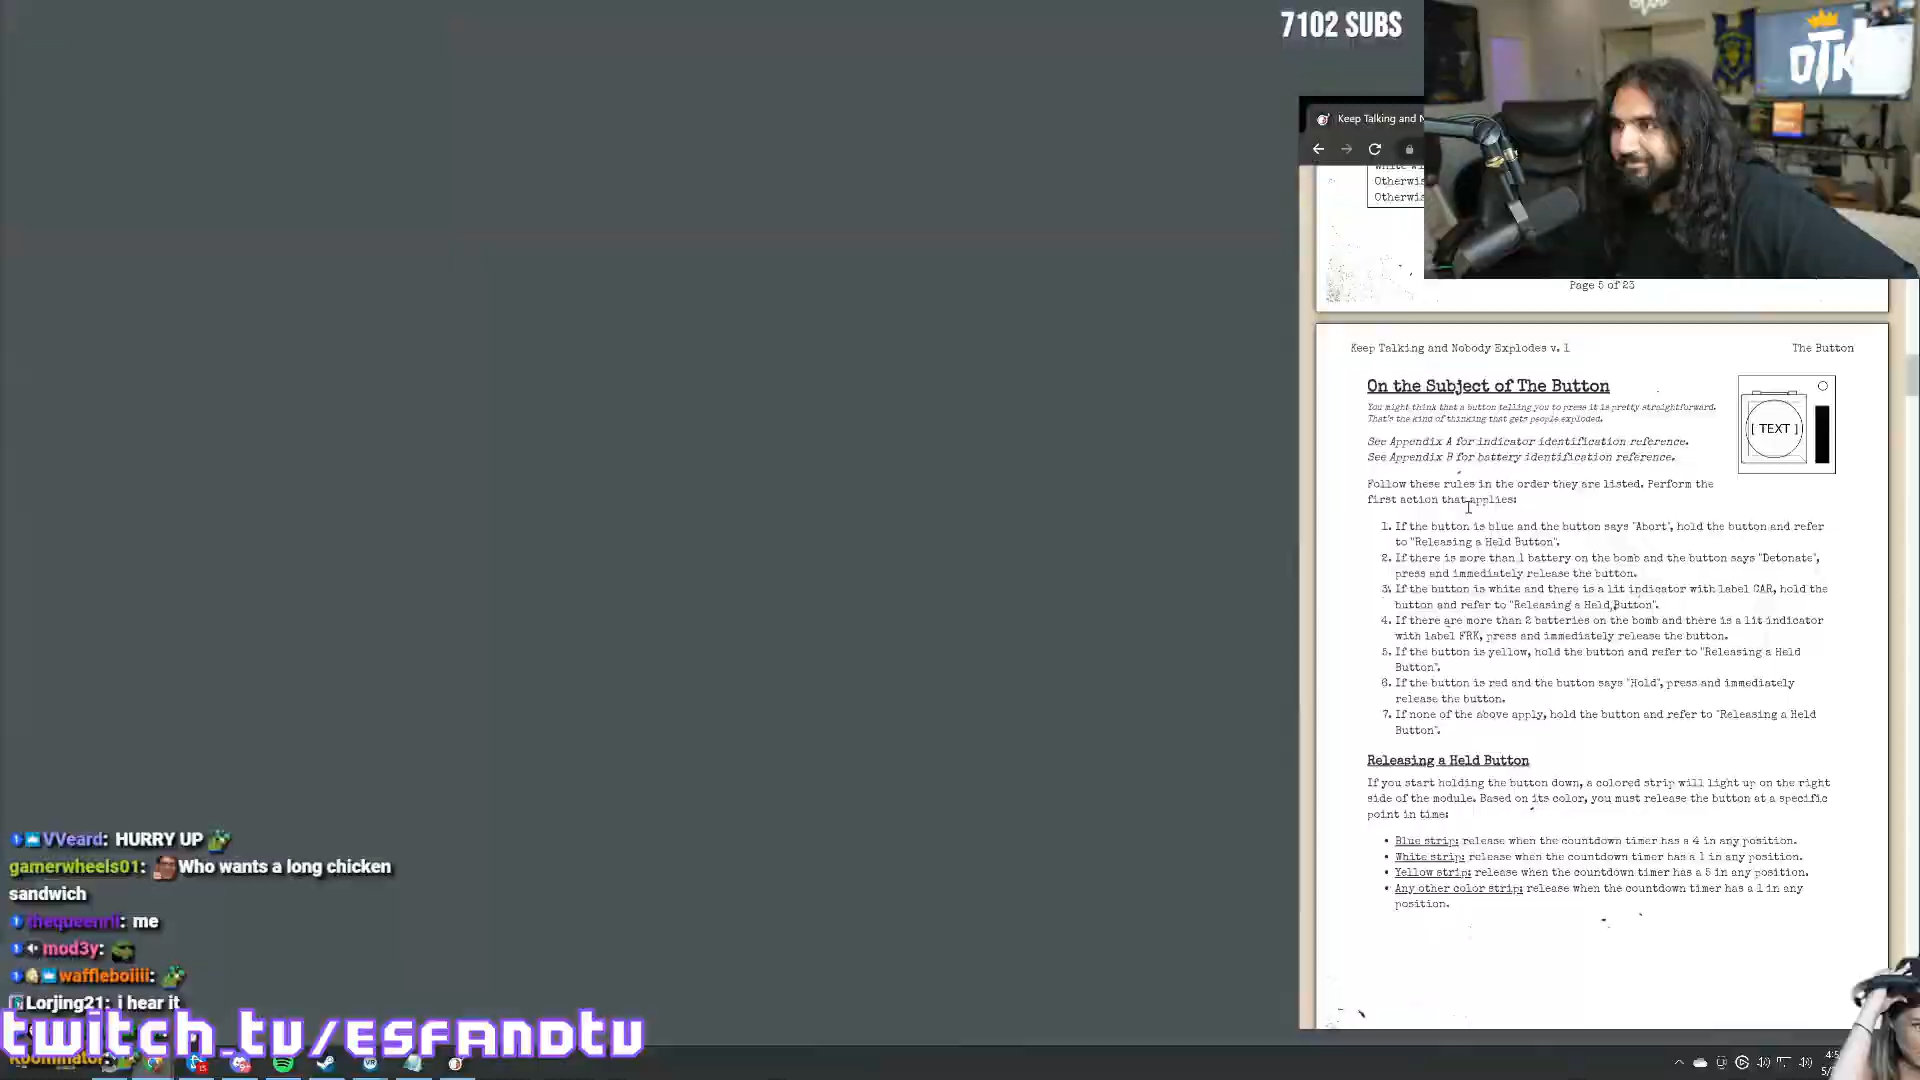 7102 SUBS
OTK
Keep Talking and N
Otherwis
Otherwis
Page 5 of 23
Keep Talking and Nobody Explodes v. 1
The Button
On the Subject of The Button
You might think that a button telling you to press it is pretty straightforward.
That's the kind of thinking that gets people exploded.
[ TEXT ]
See Appendix A for indicator identification reference.
See Appendix B for battery identification reference.
Follow these rules in the order they are listed. Perform the
first action that applies:
1. If the button is blue and the button says "Abort", hold the button and refer
to "Releasing a Held Button".
2. If there is more than 1 battery on the bomb and the button says "Detonate",
press and immediately release the button.
3. If the button is white and there is a lit indicator with label CAR, hold the
button and refer to "Releasing a Held Button".
4. If there are more than 2 batteries on the bomb and there is a lit indicator
with label FRK, press and immediately release the button.
5. If the button is yellow, hold the button and refer to "Releasing a Held
Button".
6. If the button is red and the button says "Hold", press and immediately
release the button.
7. If none of the above apply, hold the button and refer to "Releasing a Held
Button".
Releasing a Held Button
If you start holding the button down, a colored strip will light up on the right
side of the module. Based on its color, you must release the button at a specific
point in time:
• Blue strip: release when the countdown timer has a 4 in any position.
• White strip: release when the countdown timer has a 1 in any position.
• Yellow strip: release when the countdown timer has a 5 in any position.
• Any other color strip: release when the countdown timer has a 1 in any
position.
VVeard: HURRY UP
gamerwheels01: Who wants a long chicken
sandwich
thequeenrii: me
mod3y:
waffleboiiii:
Lorjing21: i hear it
twitch.tv/ESFANDTV